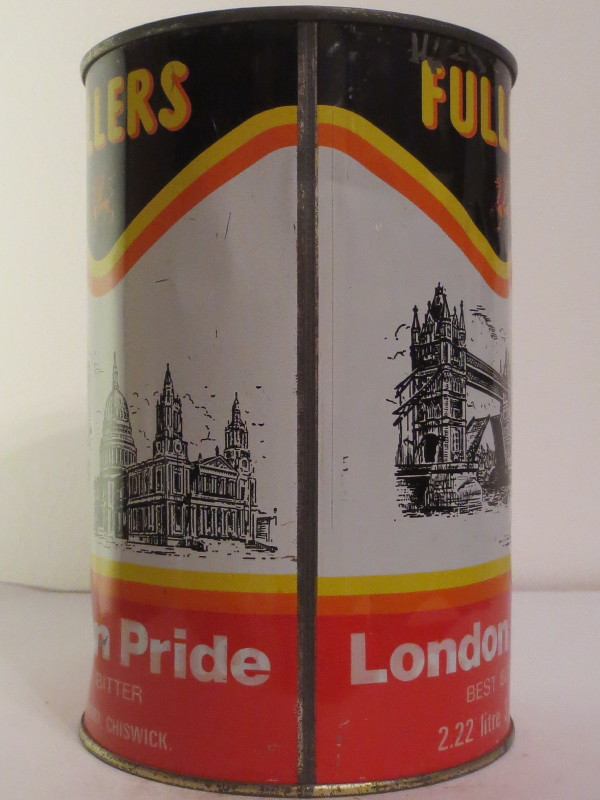 LLERS
FULL
n Pride
BITTER
CHISWICK.
London
BEST
2.22 litre